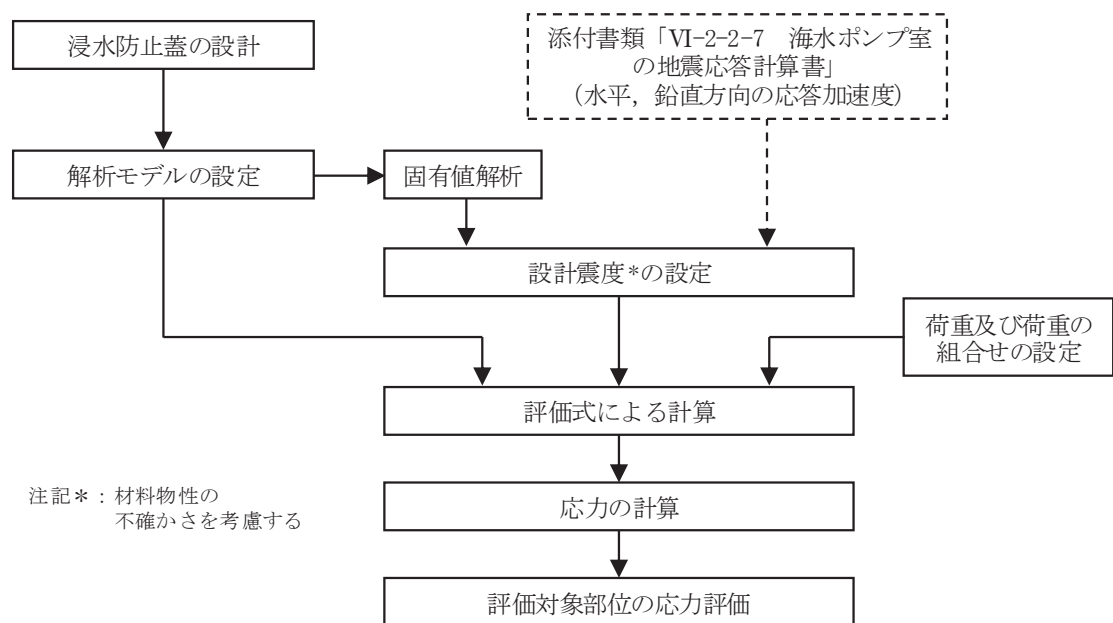 浸水防止蓋の設計
添付書類「Ⅵ-2-2-7　海水ポンプ室
の地震応答計算書」
（水平，鉛直方向の応答加速度）
解析モデルの設定
固有値解析
設計震度*の設定
荷重及び荷重の
組合せの設定
評価式による計算
注記＊：材料物性の
不確かさを考慮する
応力の計算
評価対象部位の応力評価